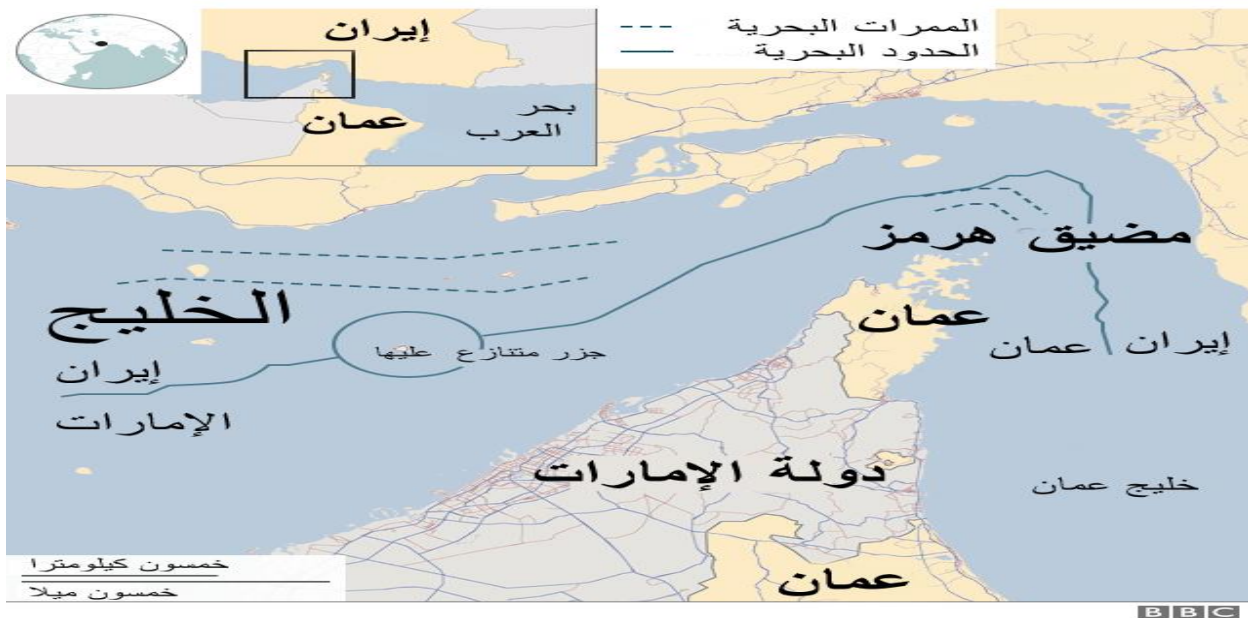 إيران
عمان
بحر
العرب
الممرات البحرية
الحدود البحرية
مضيق هرمز
الخليج
عمان
جزر متنازع عليها
عمان
إيران
إيران
الإمارات
دولة الإمارات
خليج عمان
عمان
خمسون كيلومترا
خمسون ميلا
BBC